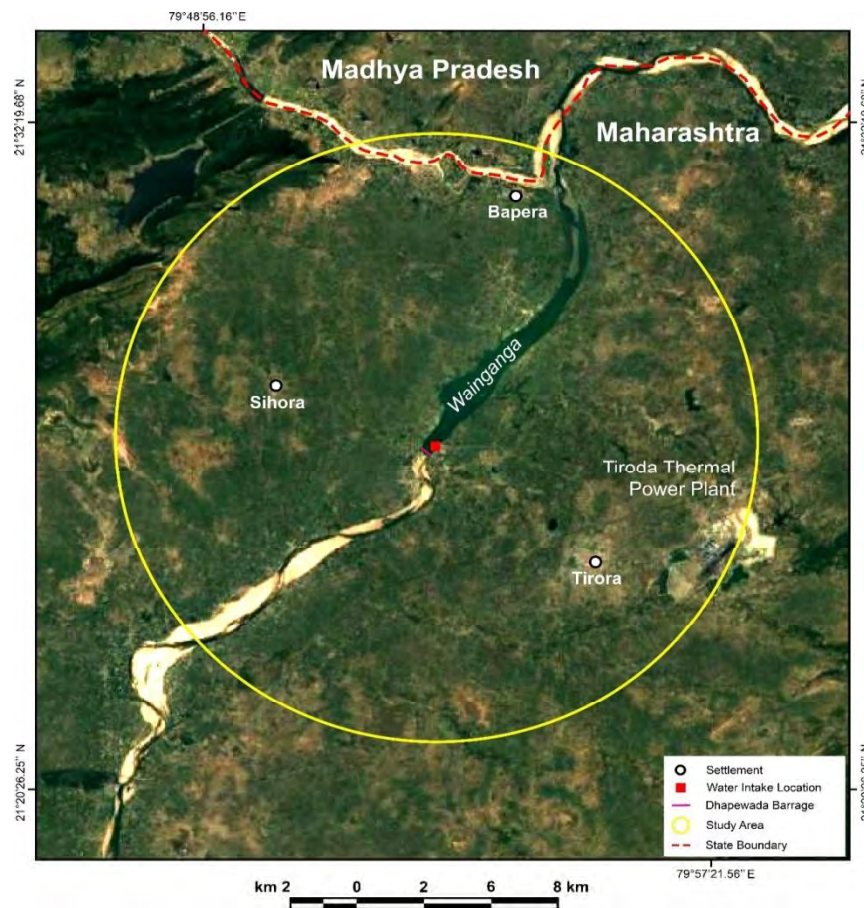 79°48'56.16" E
Madhya Pradesh
21°32'19.68" N
Maharashtra
Bapera
Wainganga
Sihora
Tiroda Thermal
Power Plant
Tirora
21°20'26.25" N
Settlement
Water Intake Location
Dhapewada Barrage
Study Area
State Boundary
79°57'21.56" E
km 2 0 2 4 6 8 km